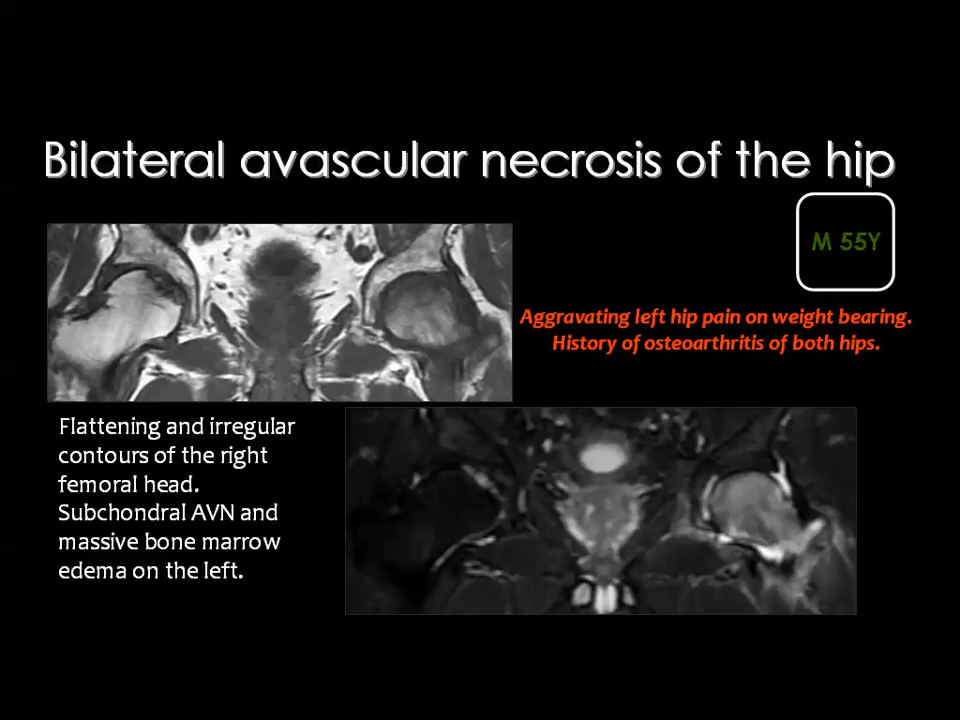 Bilateral avascular necrosis of the hip
M 55Y
Aggravating left hip pain on weight bearing.
History of osteoarthritis of both hips.
Flattening and irregular
contours of the right
femoral head.
Subchondral AVN and
massive bone marrow
edema on the left.